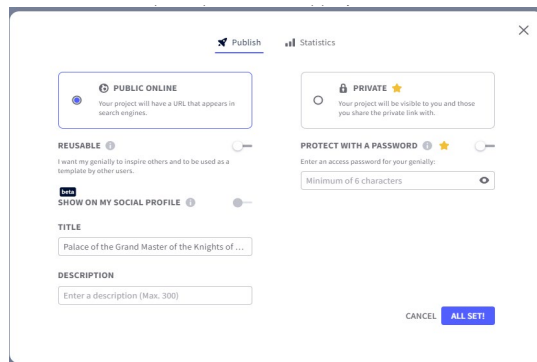 Publish
Statistics
PUBLIC ONLINE
Your project will have a URL that appears in
search engines.
PRIVATE
Your project will be visible to you and those
you share the private link with.
REUSABLE
I want my genially to inspire others and to be used as a
template by other users.
beta
SHOW ON MY SOCIAL PROFILE
TITLE
Palace of the Grand Master of the Knights of ...
DESCRIPTION
Enter a description (Max. 300)
PROTECT WITH A PASSWORD
Enter an access password for your genially:
Minimum of 6 characters
CANCEL
ALL SET!